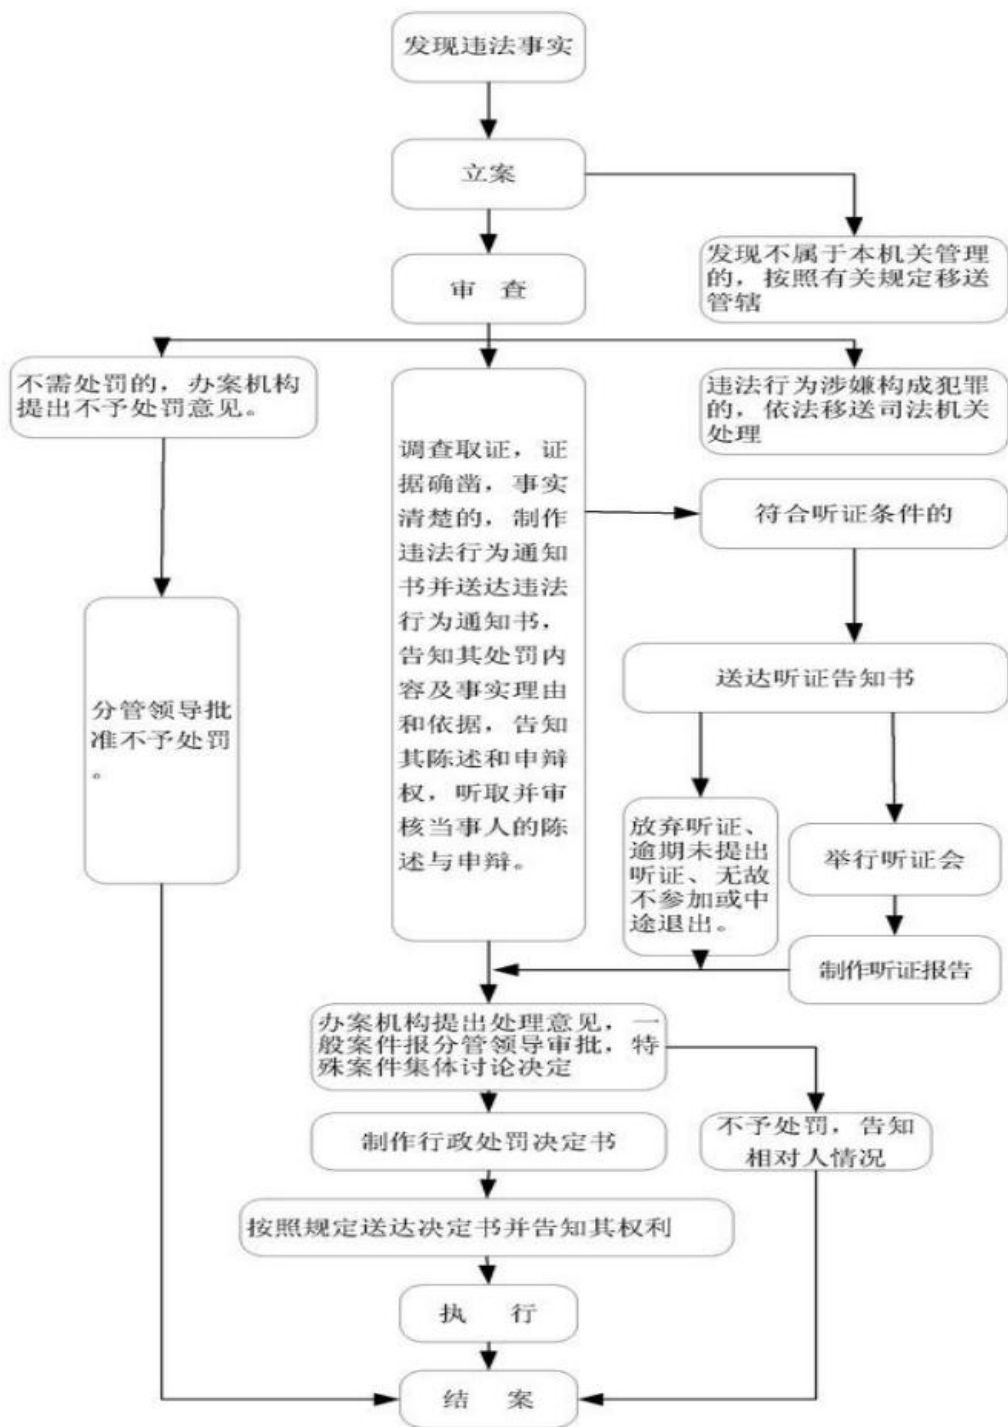 发现违法事实
立案
发现不属于本机关管理
的，按照有关规定移送
管辖
审 查
不需处罚的，办案机构
提出不予处罚意见。
违法行为涉嫌构成犯罪
的，依法移送司法机关
处理
调查取证，证
据确凿，事实
清楚的，制作
违法行为通知
书并送达违法
行为通知书，
告知其处罚内
容及事实理由
和依据，告知
其陈述和申辩
权，听取并审
核当事人的陈
述与申辩。
符合听证条件的
送达听证告知书
分管领导批
准不予处罚
。
放弃听证、
逾期未提出
听证、无故
不参加或中
途退出。
举行听证会
制作听证报告
办案机构提出处理意见，一
般案件报分管领导审批，特
殊案件集体讨论决定
制作行政处罚决定书
不予处罚，告知
相对人情况
按照规定送达决定书并告知其权利
执 行
结 案